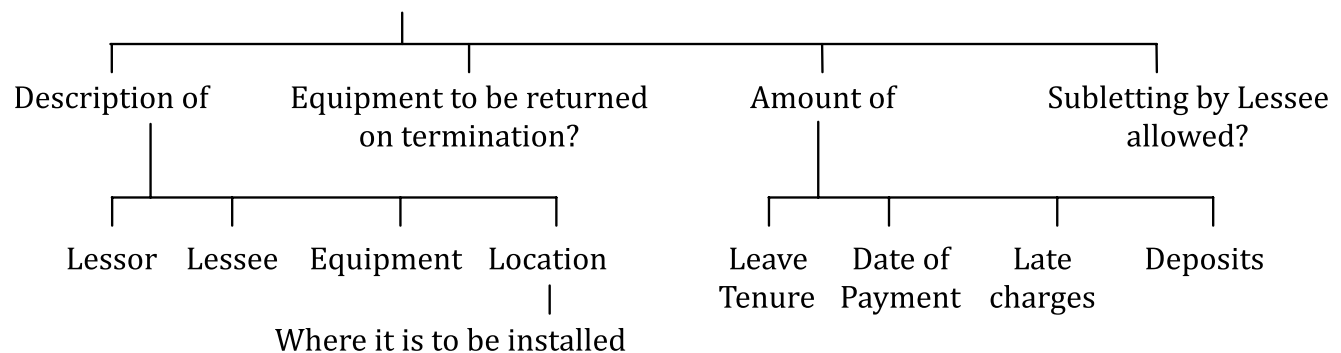 Description of
Equipment to be returned
on termination?
Amount of
Subletting by Lessee
allowed?
Lessor
Lessee
Equipment
Location
Where it is to be installed
Leave
Tenure
Date of
Payment
Late
charges
Deposits